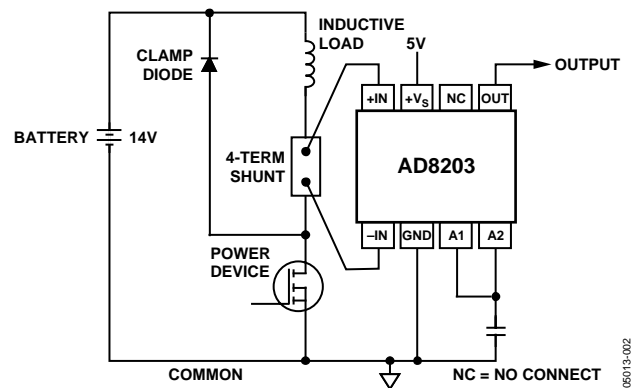 INDUCTIVE
LOAD
CLAMP
DIODE
5V
OUTPUT
+IN
+VS
NC
OUT
BATTERY
14V
4-TERM
SHUNT
AD8203
–IN
GND
A1
A2
POWER
DEVICE
COMMON
NC = NO CONNECT
05013-002